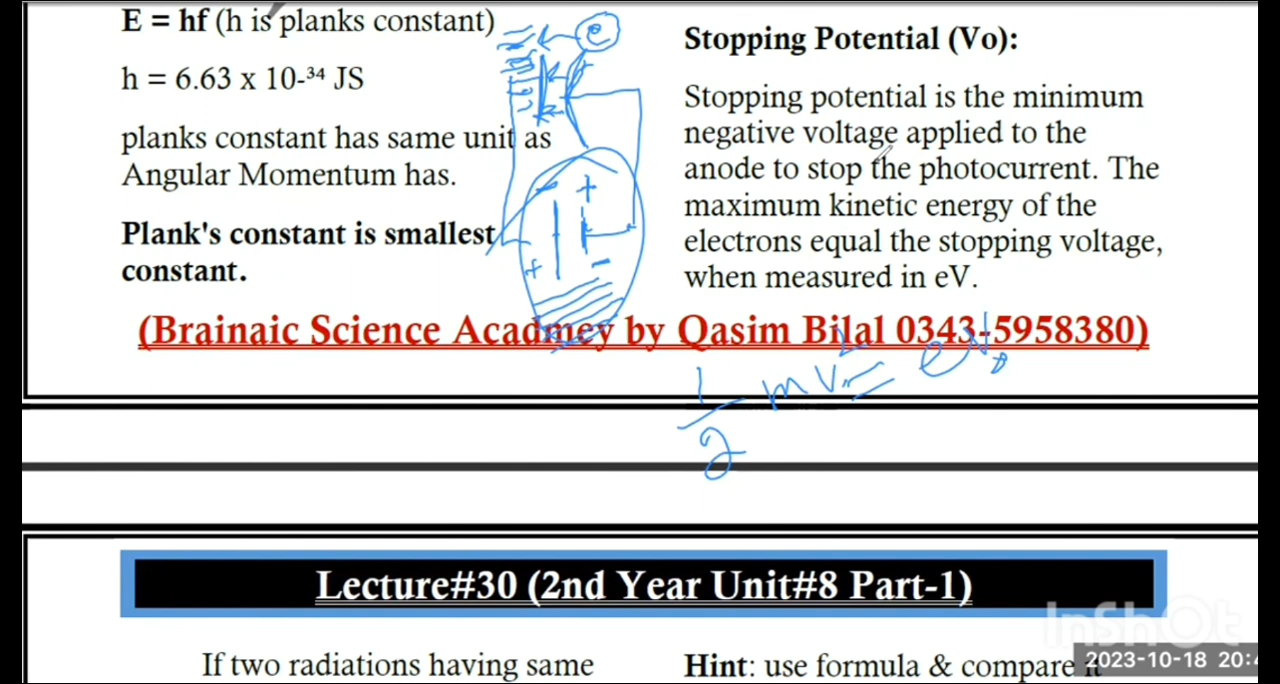 E = hf (h is planks constant)
h = 6.63 x 10-³⁴ JS
planks constant has same unit as
Angular Momentum has.
Plank's constant is smallest
constant.
e
+
-
+
+
-
Stopping Potential (Vo):
Stopping potential is the minimum
negative voltage applied to the
anode to stop the photocurrent. The
maximum kinetic energy of the
electrons equal the stopping voltage,
when measured in eV.
(Brainaic Science Acadmey by Qasim Bilal 0343-5958380)
1/2 mv² = eV₀
Lecture#30 (2nd Year Unit#8 Part-1)
If two radiations having same
Hint: use formula & compare it
InShOt
2023-10-18 20:4